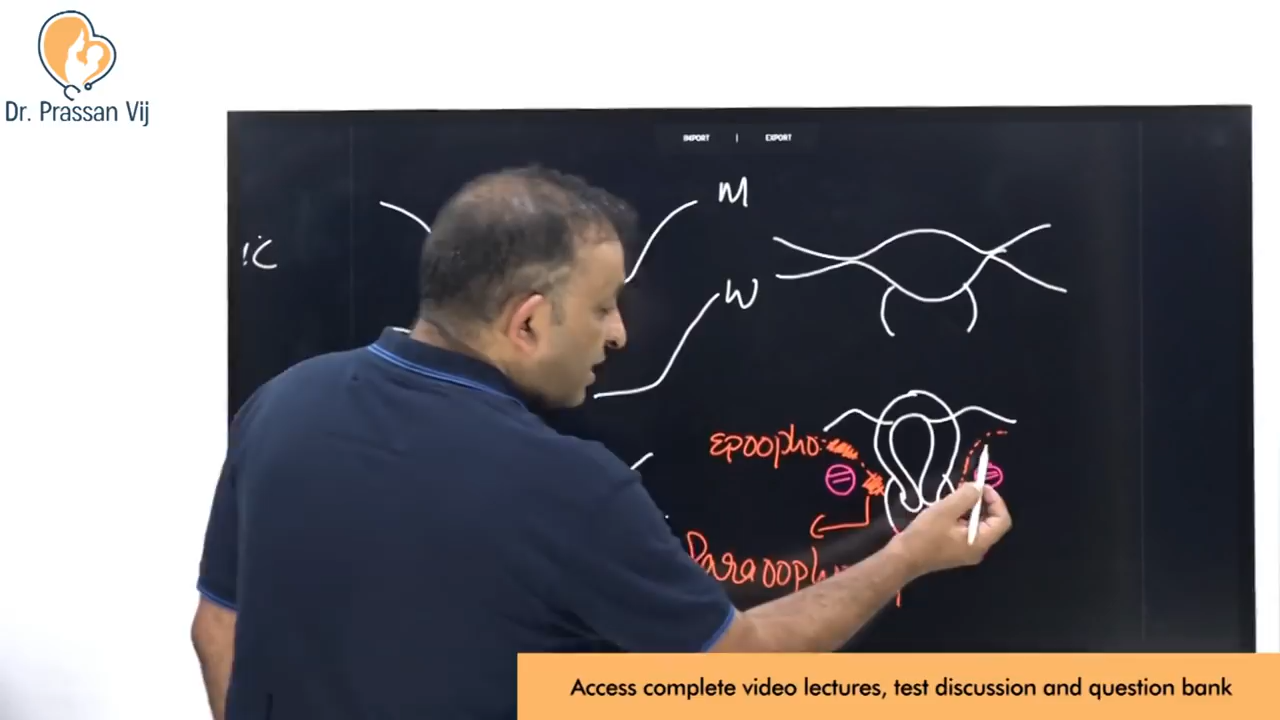 Dr. Prassan Vij
IMPORT | EXPORT
M
W
Epoopho
Paraooph
Access complete video lectures, test discussion and question bank